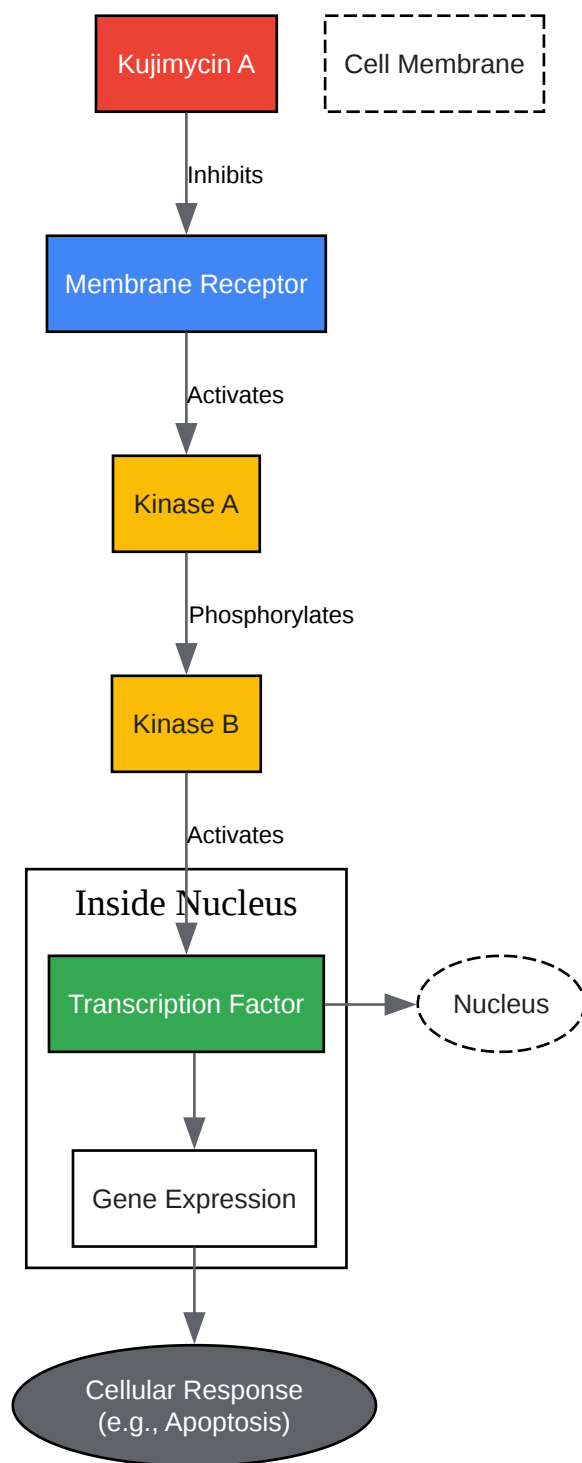 Kujimycin A
Cell Membrane
Inhibits
Membrane Receptor
Activates
Kinase A
Phosphorylates
Kinase B
Activates
Inside Nucleus
Transcription Factor
Nucleus
Gene Expression
Cellular Response
(e.g., Apoptosis)